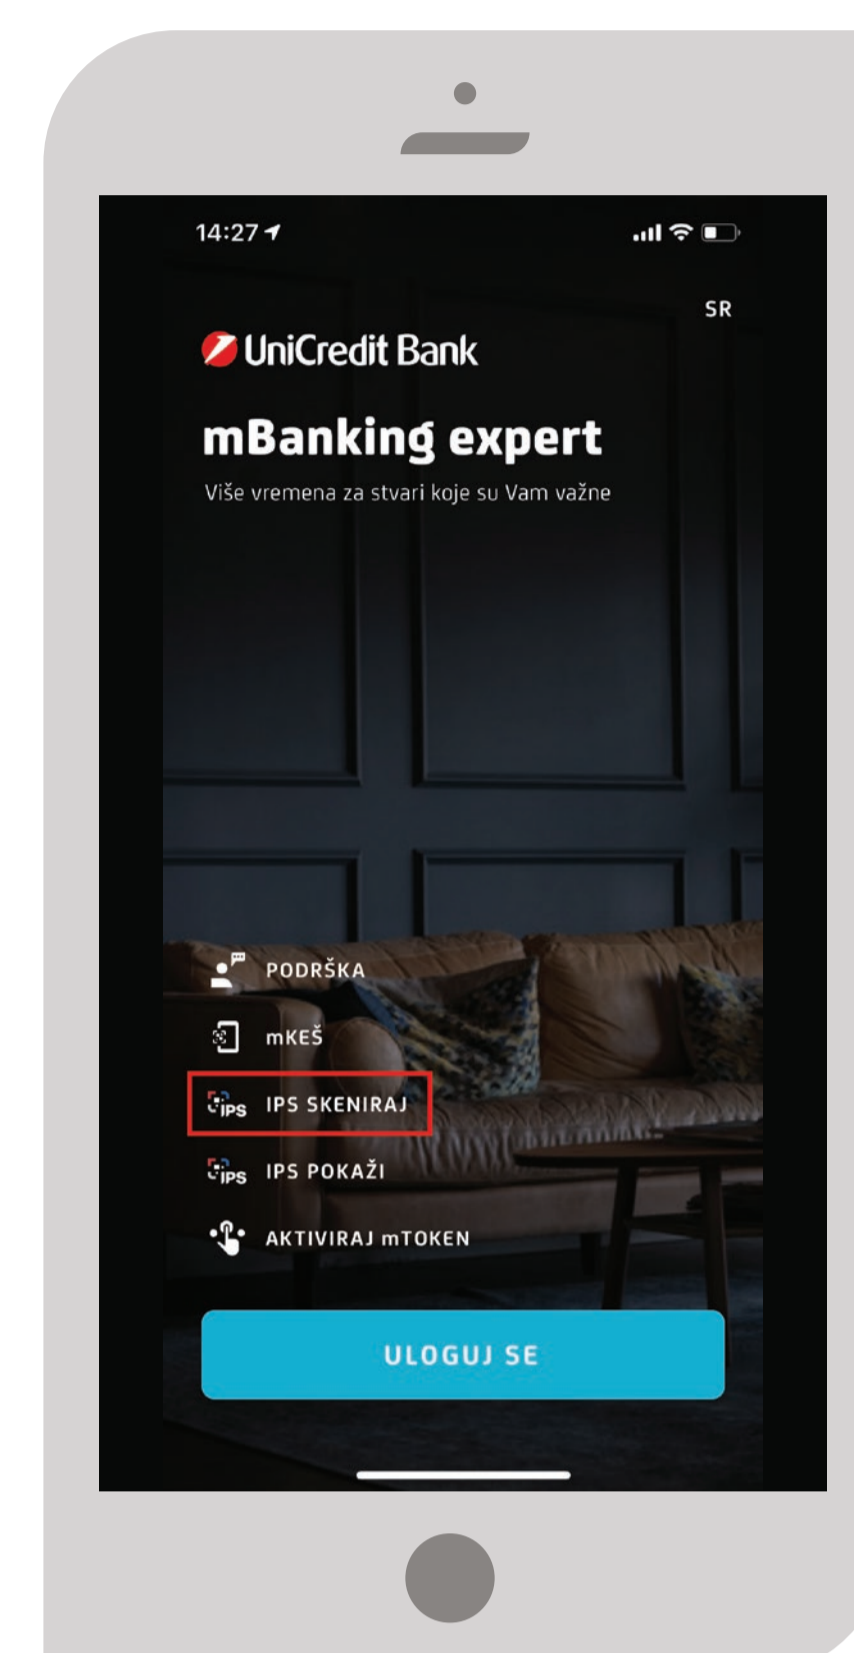 14:27
SR
UniCredit Bank
mBanking expert
Više vremena za stvari koje su Vam važne
PODRŠKA
mKEŠ
IPS IPS SKENIRAJ
IPS IPS POKAŽI
AKTIVIRAJ mTOKEN
ULOGUJ SE